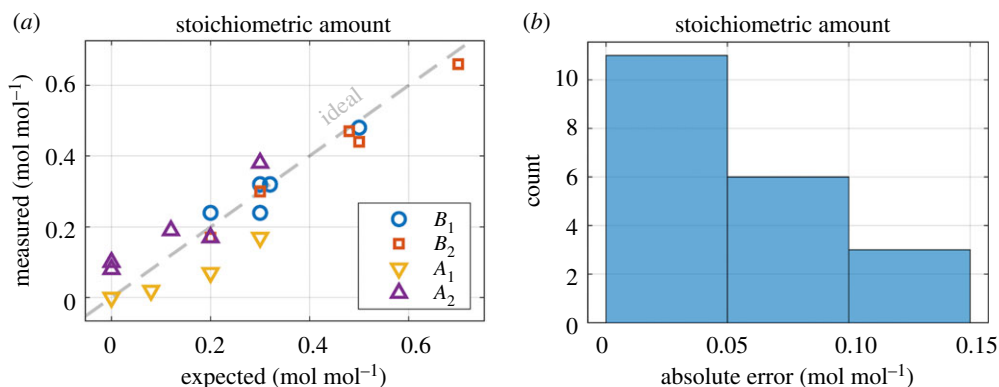 (a)
stoichiometric amount
measured (mol mol⁻¹)
0.6
0.4
0.2
0
ideal
B₁
B₂
A₁
A₂
0 0.2 0.4 0.6
expected (mol mol⁻¹)
(b)
stoichiometric amount
count
10
8
6
4
2
0
0 0.05 0.10 0.15
absolute error (mol mol⁻¹)